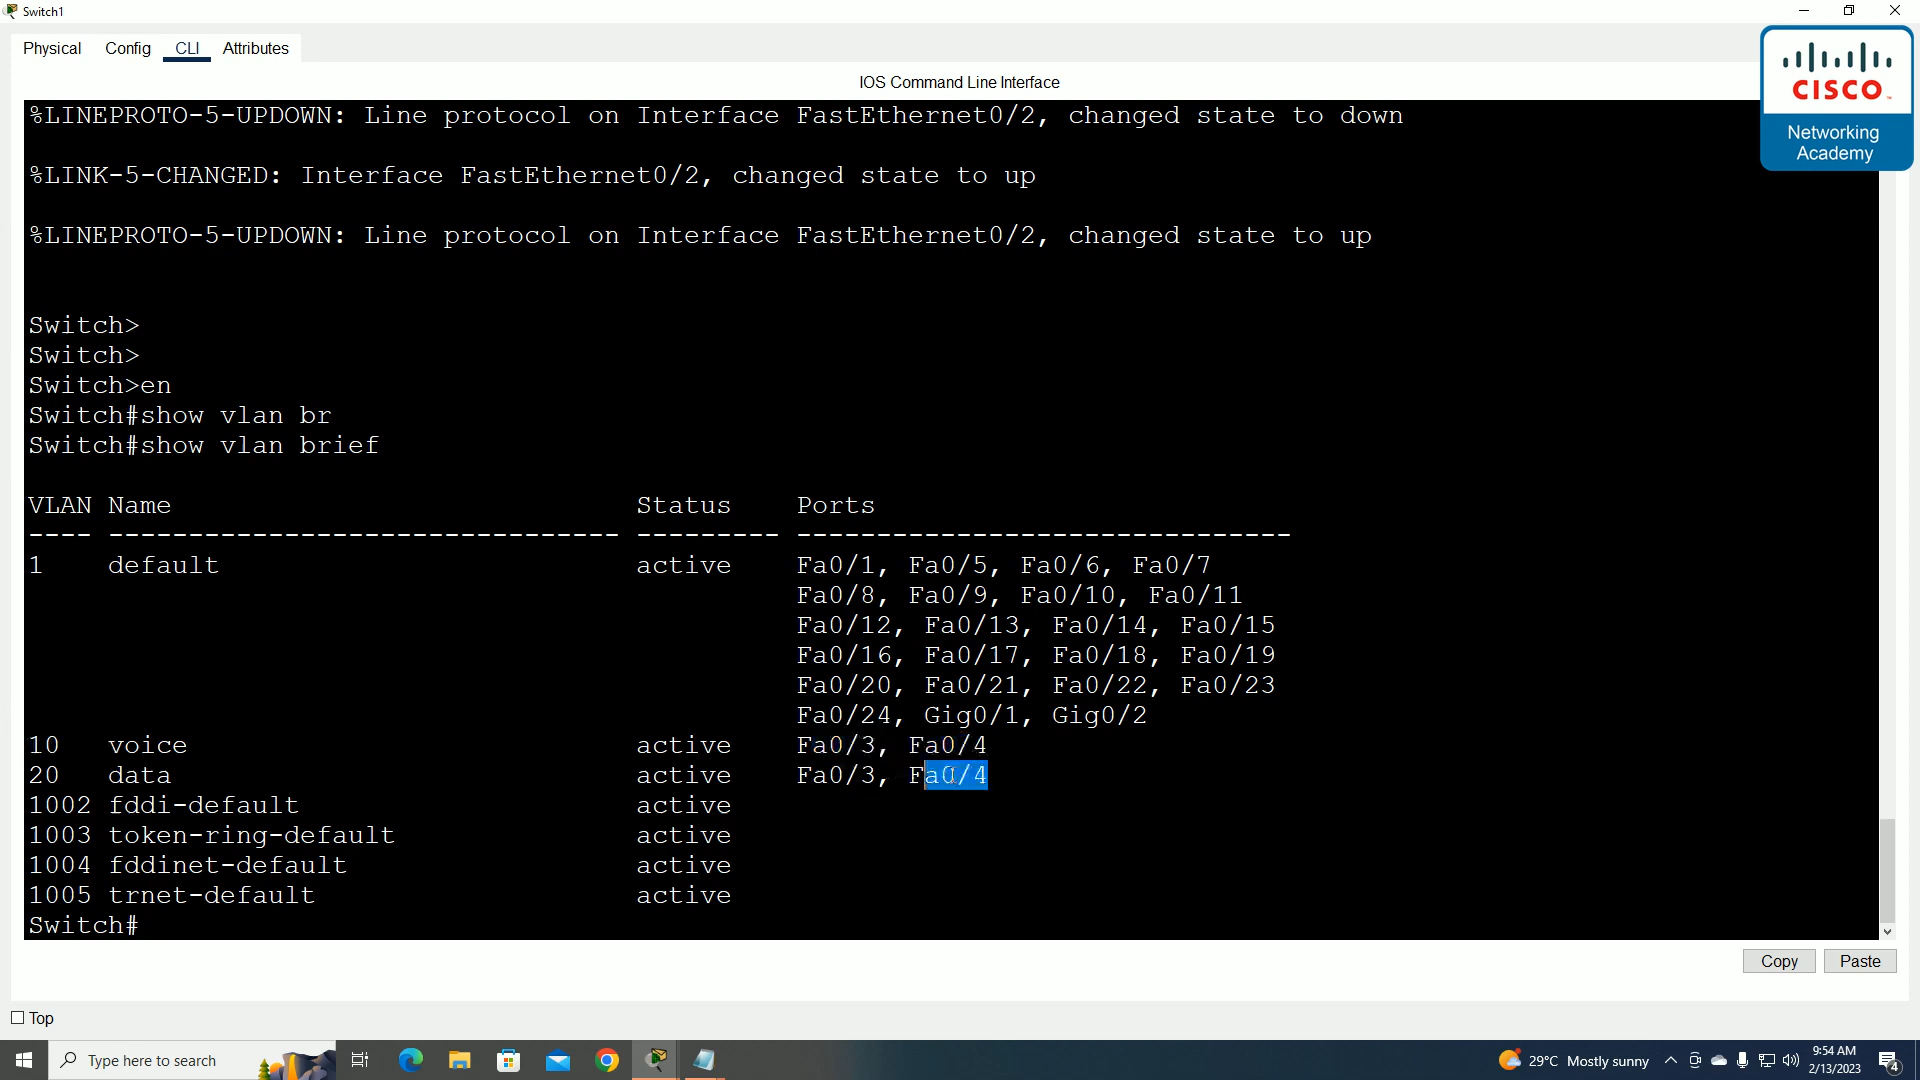 Switch1
Physical Config CLI Attributes
IOS Command Line Interface
CISCO
Networking
Academy
%LINEPROTO-5-UPDOWN: Line protocol on Interface FastEthernet0/2, changed state to down
%LINK-5-CHANGED: Interface FastEthernet0/2, changed state to up
%LINEPROTO-5-UPDOWN: Line protocol on Interface FastEthernet0/2, changed state to up
Switch>
Switch>
Switch>en
Switch#show vlan br
Switch#show vlan brief
VLAN Name Status Ports
---- -------------------------------- --------- -------------------------------
1 default active Fa0/1, Fa0/5, Fa0/6, Fa0/7
Fa0/8, Fa0/9, Fa0/10, Fa0/11
Fa0/12, Fa0/13, Fa0/14, Fa0/15
Fa0/16, Fa0/17, Fa0/18, Fa0/19
Fa0/20, Fa0/21, Fa0/22, Fa0/23
Fa0/24, Gig0/1, Gig0/2
10 voice active Fa0/3, Fa0/4
20 data active Fa0/3, Fa0/4
1002 fddi-default active
1003 token-ring-default active
1004 fddinet-default active
1005 trnet-default active
Switch#
Copy Paste
Top
Type here to search
29°C Mostly sunny
9:54 AM
2/13/2023
4